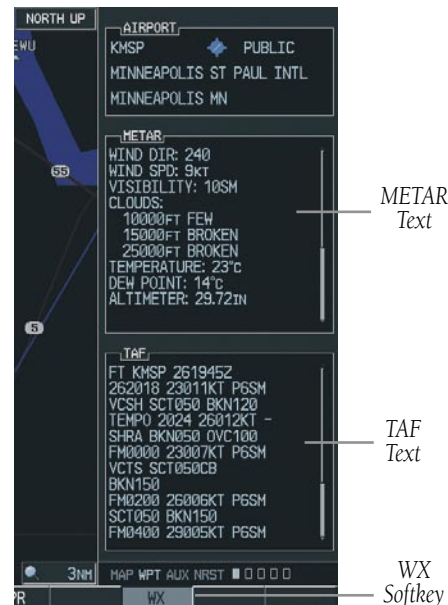 NORTH UP
EWU
55
5
3NM
AIRPORT
KMSP PUBLIC
MINNEAPOLIS ST PAUL INTL
MINNEAPOLIS MN
METAR
WIND DIR: 240
WIND SPD: 9KT
VISIBILITY: 10SM
CLOUDS:
10000FT FEW
15000FT BROKEN
25000FT BROKEN
TEMPERATURE: 23°C
DEW POINT: 14°C
ALTIMETER: 29.72IN
METAR
Text
TAF
FT KMSP 261945Z
262018 23011KT P6SM
VCSH SCT050 BKN120
TEMPO 2024 26012KT -
SHRA BKN050 OVC100
FM0000 23007KT P6SM
VCTS SCT050CB
BKN150
FM0200 26006KT P6SM
SCT050 BKN150
FM0400 29005KT P6SM
TAF
Text
MAP WPT AUX NRST
PR
WX
WX
Softkey